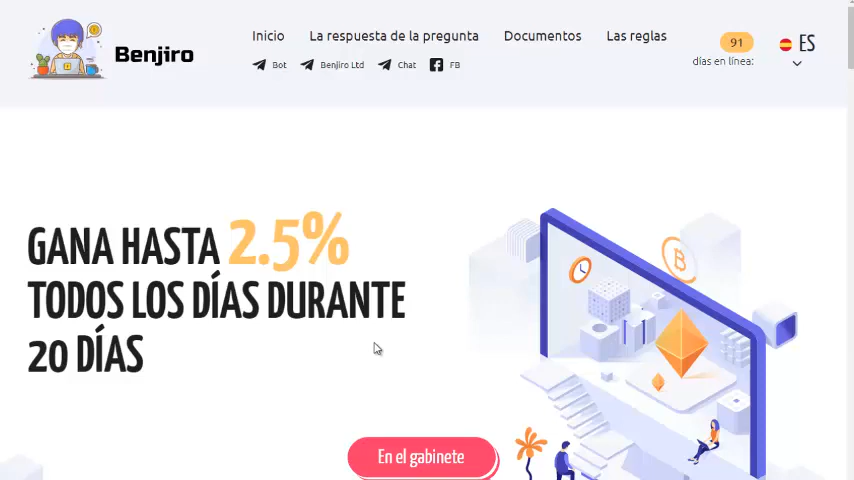 Benjiro
Inicio
La respuesta de la pregunta
Documentos
Las reglas
Bot
Benjiro Ltd
Chat
FB
91
días en línea:
ES
GANA HASTA 2.5%
TODOS LOS DÍAS DURANTE
20 DÍAS
En el gabinete